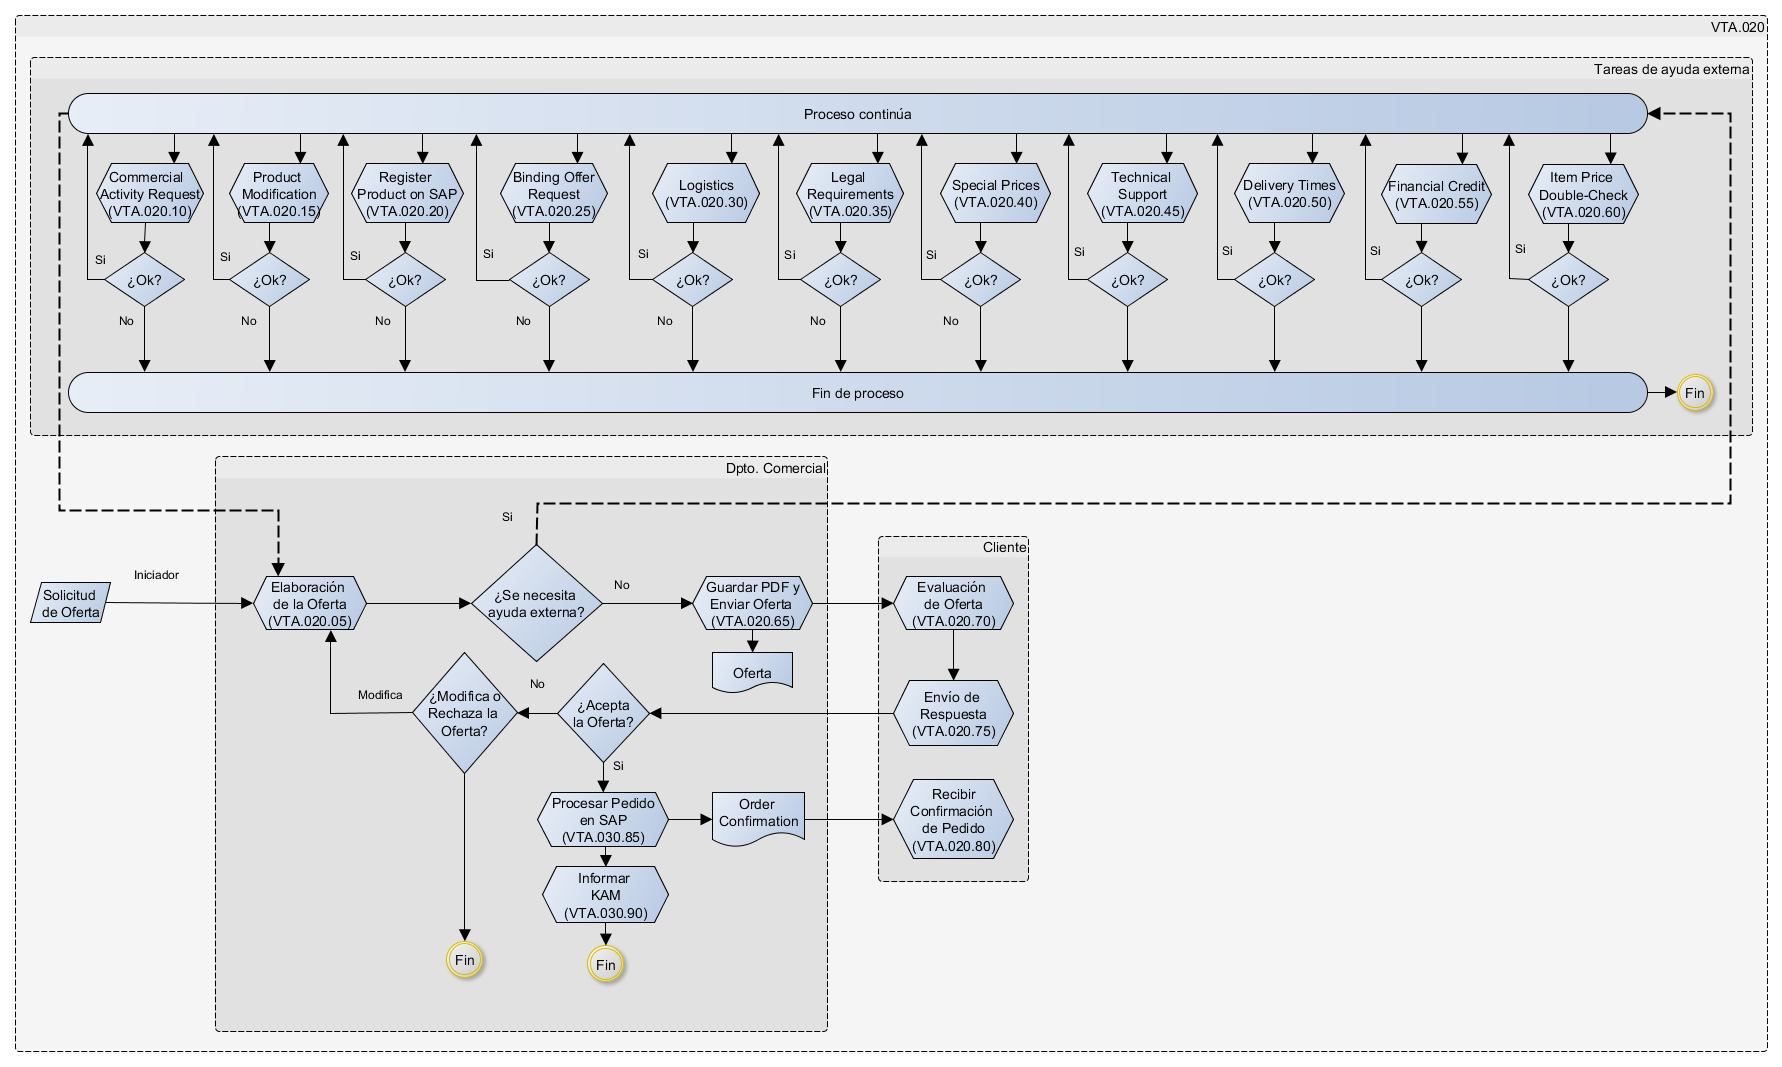 VTA.020
Tareas de ayuda externa
Proceso continúa
Commercial
Activity Request
(VTA.020.10)
Product
Modification
(VTA.020.15)
Register
Product on SAP
(VTA.020.20)
Binding Offer
Request
(VTA.020.25)
Logistics
(VTA.020.30)
Legal
Requirements
(VTA.020.35)
Special Prices
(VTA.020.40)
Technical
Support
(VTA.020.45)
Delivery Times
(VTA.020.50)
Financial Credit
(VTA.020.55)
Item Price
Double-Check
(VTA.020.60)
Si
Si
Si
Si
Si
Si
Si
Si
Si
Si
Si
¿Ok?
¿Ok?
¿Ok?
¿Ok?
¿Ok?
¿Ok?
¿Ok?
¿Ok?
¿Ok?
¿Ok?
¿Ok?
No
No
No
No
No
No
No
Fin de proceso
Fin
Dpto. Comercial
Si
Cliente
Iniciador
Solicitud
de Oferta
Elaboración
de la Oferta
(VTA.020.05)
¿Se necesita
ayuda externa?
No
Guardar PDF y
Enviar Oferta
(VTA.020.65)
Evaluación
de Oferta
(VTA.020.70)
Oferta
Modifica
¿Modifica o
Rechaza la
Oferta?
No
¿Acepta
la Oferta?
Envío de
Respuesta
(VTA.020.75)
Si
Procesar Pedido
en SAP
(VTA.030.85)
Order
Confirmation
Recibir
Confirmación
de Pedido
(VTA.020.80)
Informar
KAM
(VTA.030.90)
Fin
Fin